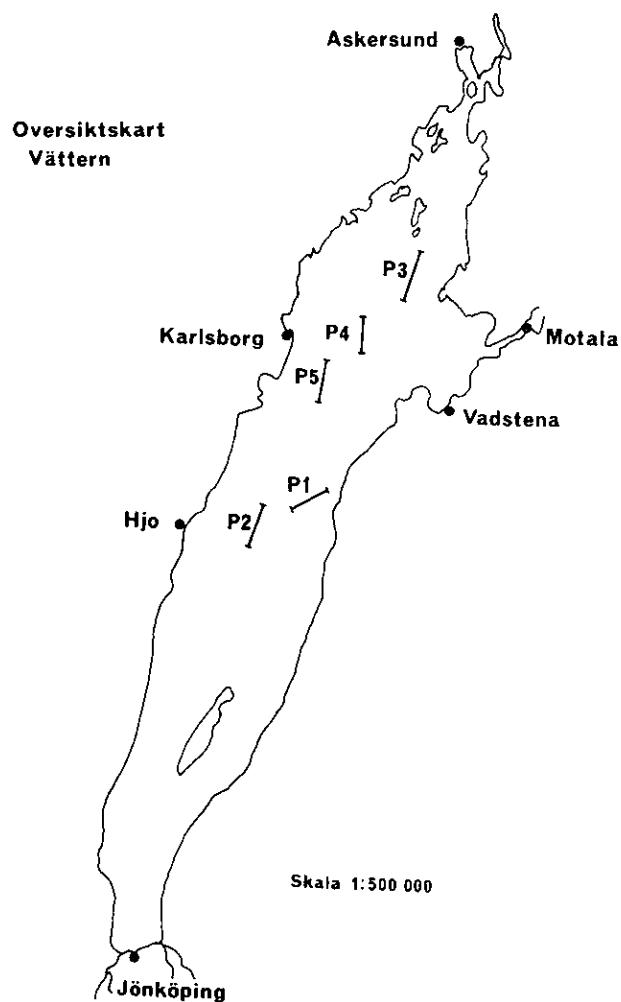 Askersund
Oversiktskart
Vättern
P3
Karlsborg
P4
Motala
P5
Vadstena
P1
Hjo
P2
Skala 1:500 000
Jönköping